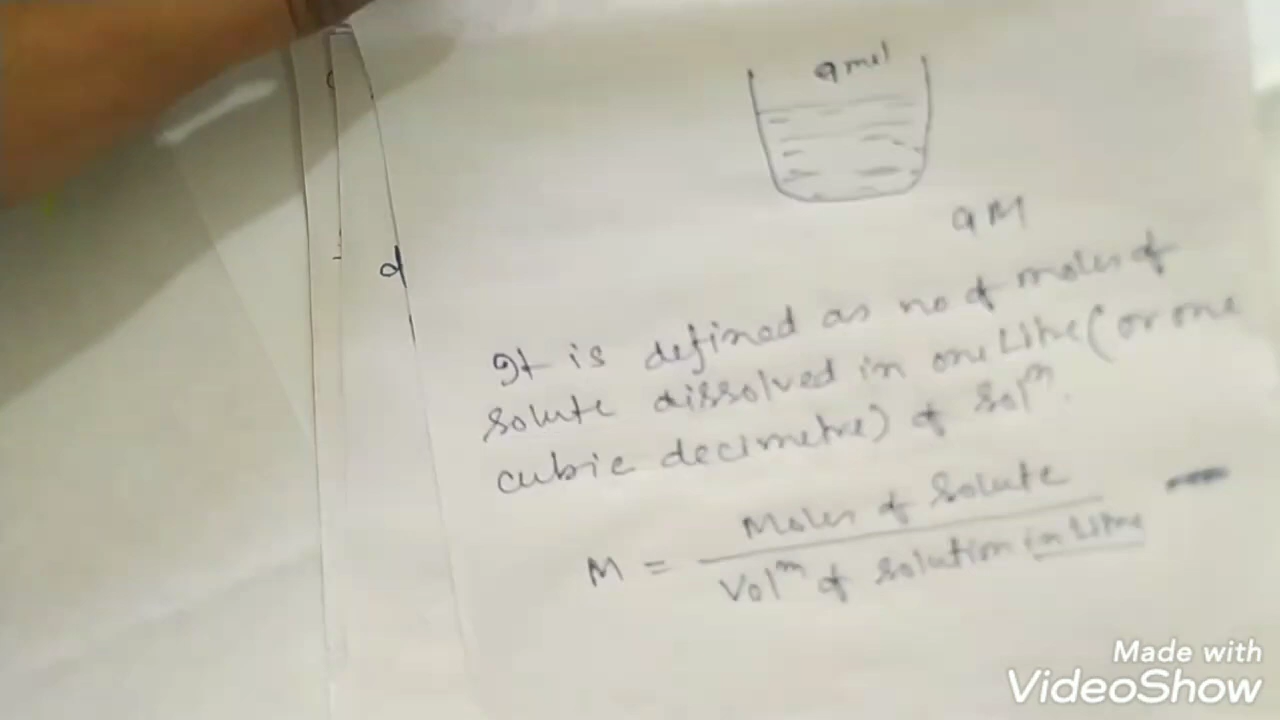 9 mol
9 M
d
It is defined as no of moles of
solute dissolved in one Litre (or one
cubic decimetre) of Solⁿ.
M = Moles of Solute
Volᵐ of solution in Litre
Made with
VideoShow